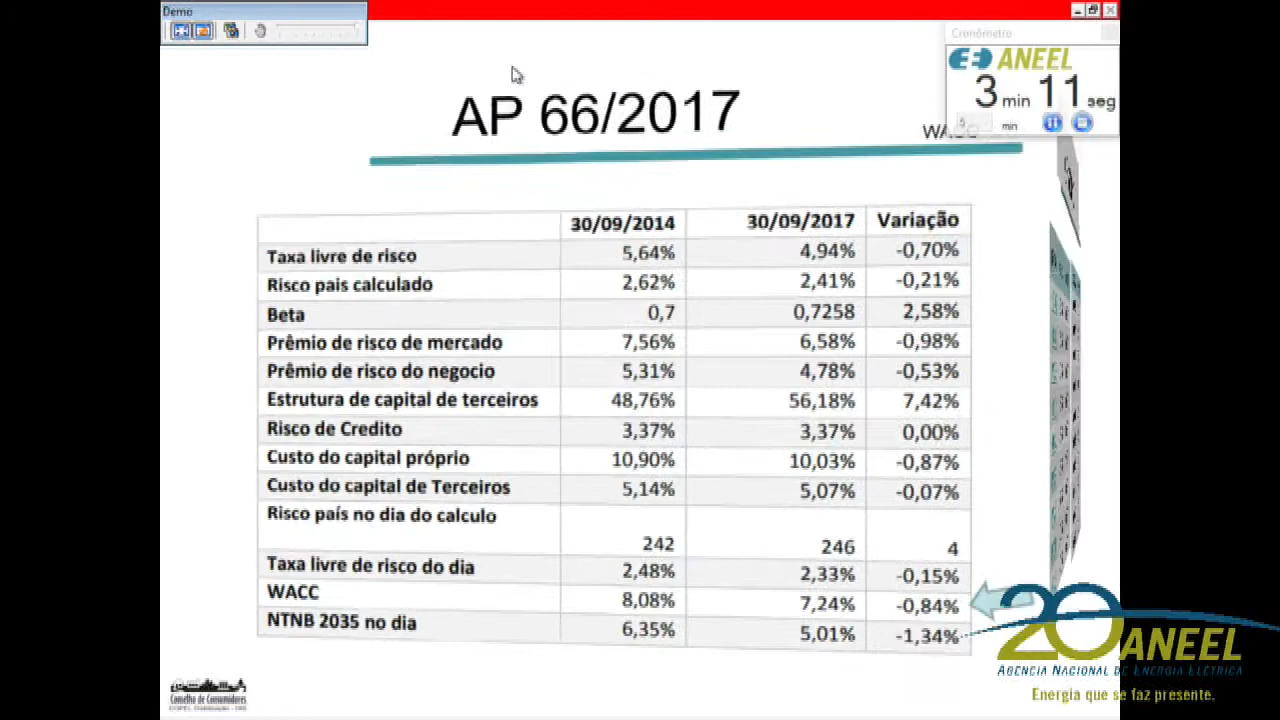 Demo
Cronômetro
ANEEL
3 min 11 seg
5 min
AP 66/2017
30/09/2014 30/09/2017 Variação
Taxa livre de risco 5,64% 4,94% -0,70%
Risco pais calculado 2,62% 2,41% -0,21%
Beta 0,7 0,7258 2,58%
Prêmio de risco de mercado 7,56% 6,58% -0,98%
Prêmio de risco do negocio 5,31% 4,78% -0,53%
Estrutura de capital de terceiros 48,76% 56,18% 7,42%
Risco de Credito 3,37% 3,37% 0,00%
Custo do capital próprio 10,90% 10,03% -0,87%
Custo do capital de Terceiros 5,14% 5,07% -0,07%
Risco país no dia do calculo 242 246 4
Taxa livre de risco do dia 2,48% 2,33% -0,15%
WACC 8,08% 7,24% -0,84%
NTNB 2035 no dia 6,35% 5,01% -1,34%
20 ANEEL
AGÊNCIA NACIONAL DE ENERGIA ELÉTRICA
Energia que se faz presente.
Conselho de Consumidores